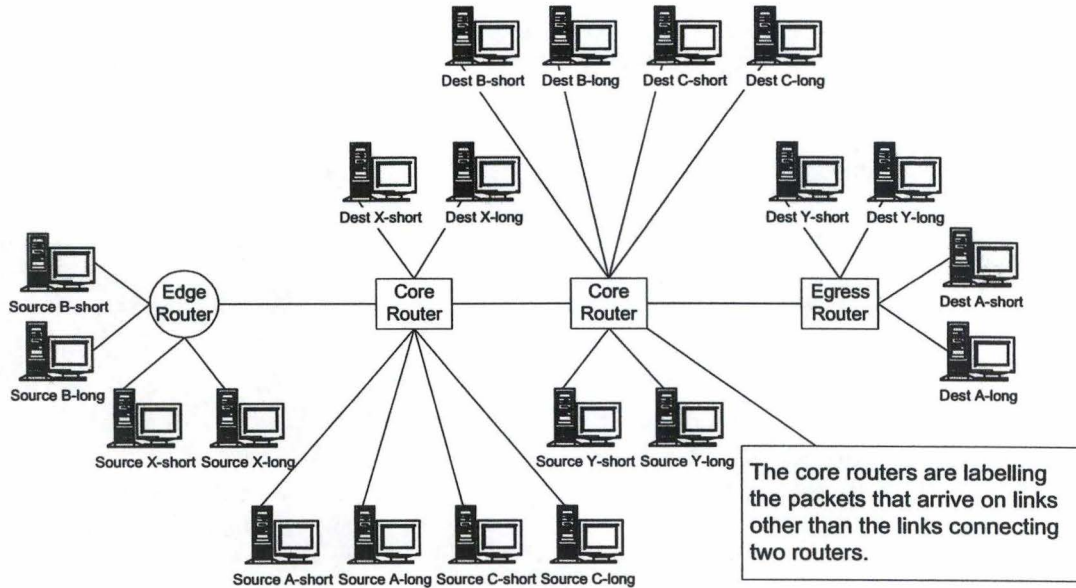 Dest B-short
Dest B-long
Dest C-short
Dest C-long
Dest X-short
Dest X-long
Dest Y-short
Dest Y-long
Source B-short
Edge
Router
Core
Router
Core
Router
Egress
Router
Dest A-short
Source B-long
Dest A-long
Source X-short
Source X-long
Source Y-short
Source Y-long
The core routers are labelling
the packets that arrive on links
other than the links connecting
two routers.
Source A-short
Source A-long
Source C-short
Source C-long